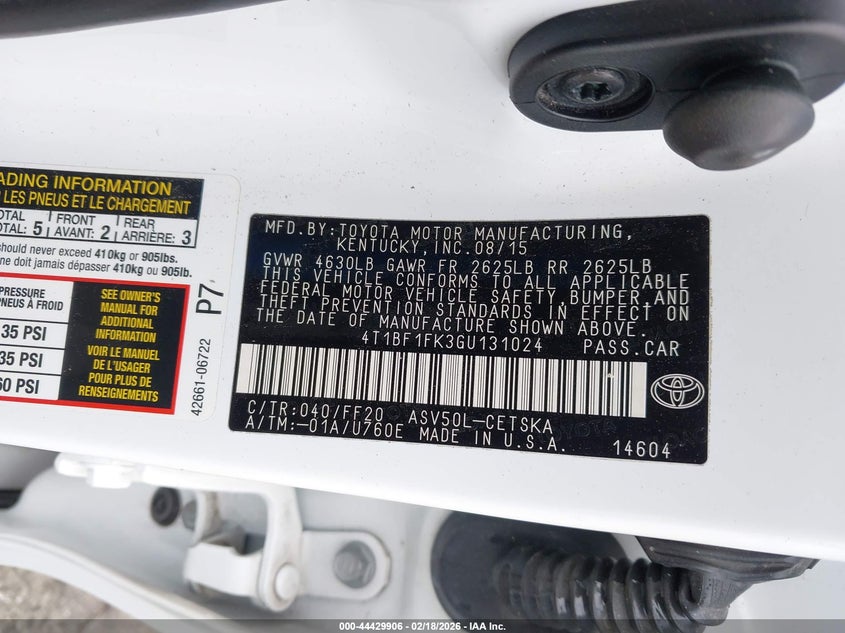 ADING INFORMATION
LES PNEUS ET LE CHARGEMENT
TOTAL: 5 FRONT AVANT: 2 REAR ARRIÈRE: 3
should never exceed 410kg or 905lbs.
ne doit jamais dépasser 410kg ou 905lb.
PRESSURE
PNEUS À FROID
35 PSI
35 PSI
60 PSI
SEE OWNER'S
MANUAL FOR
ADDITIONAL
INFORMATION
VOIR LE MANUEL
DE L'USAGER
POUR PLUS DE
RENSEIGNEMENTS
P7
42661-06722
MFD.BY:TOYOTA MOTOR MANUFACTURING,
KENTUCKY, INC.08/15
GVWR 4630LB GAWR FR 2625LB RR 2625LB
THIS VEHICLE CONFORMS TO ALL APPLICABLE
FEDERAL MOTOR VEHICLE SAFETY, BUMPER, AND
THEFT PREVENTION STANDARDS IN EFFECT ON
THE DATE OF MANUFACTURE SHOWN ABOVE.
4T1BF1FK3GU131024 PASS.CAR
C/TR:040/FF20 ASV50L-CETSKA
A/TM:-01A/U760E MADE IN U.S.A.
14604
000-44429906 - 02/18/2026 - IAA Inc.